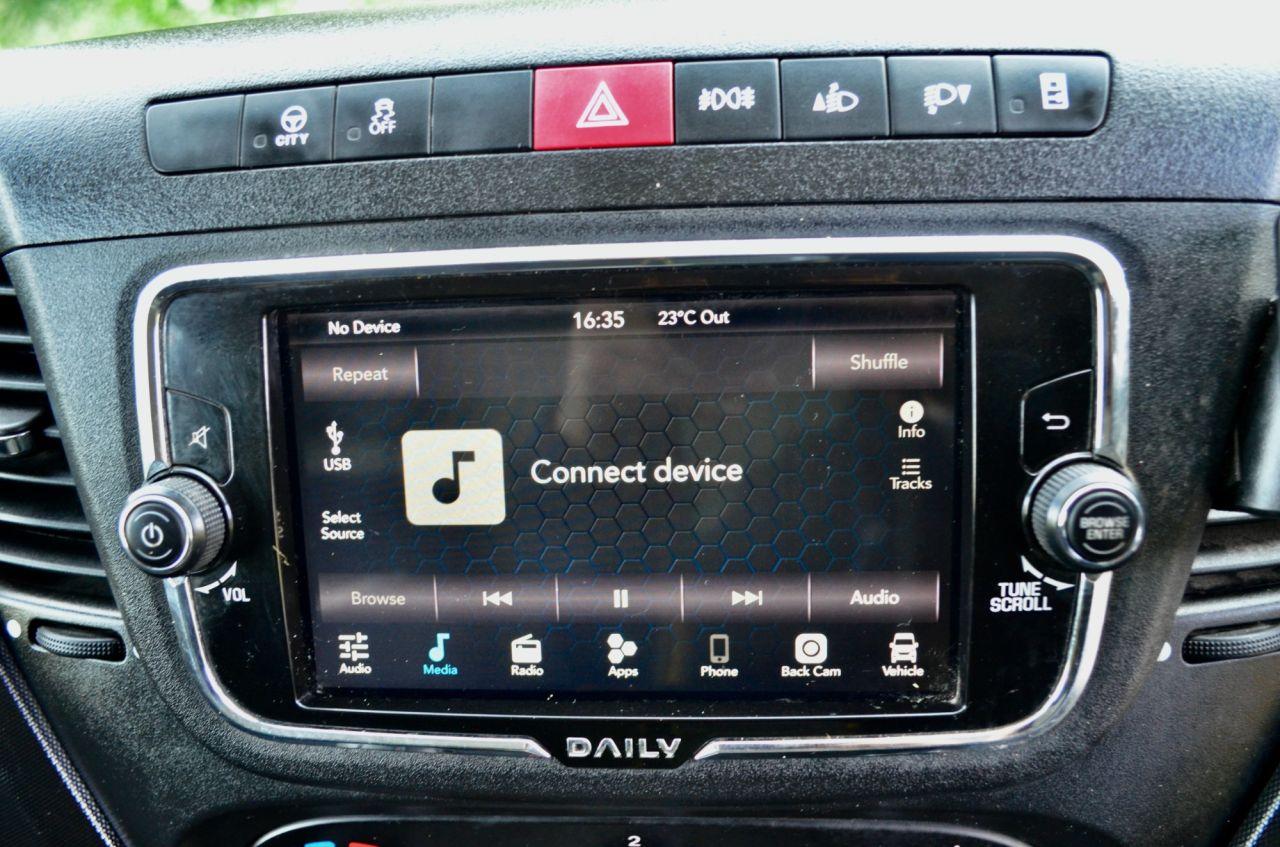 CITY
OFF
No Device
16:35
23°C Out
Repeat
Shuffle
USB
Connect device
Info
Tracks
Select
Source
VOL
BROWSE
ENTER
TUNE
SCROLL
Browse
Audio
Audio
Media
Radio
Apps
Phone
Back Cam
Vehicle
DAILY
2